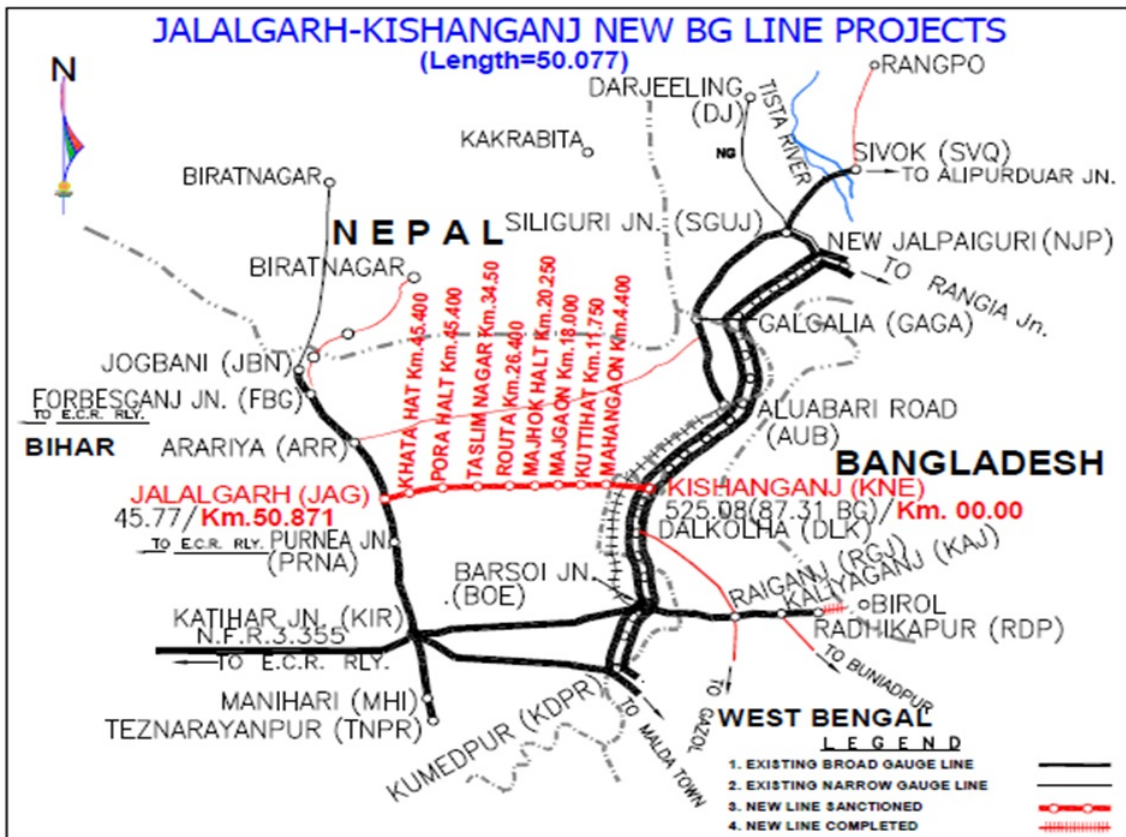 JALALGARH-KISHANGANJ NEW BG LINE PROJECTS
(Length=50.077)
N
RANGPO
DARJEELING
(DJ)
TISTA RIVER
KAKRABITA
NG
SIVOK (SVQ)
TO ALIPURDUAR JN.
BIRATNAGAR
SILIGURI JN. (SGUJ)
NEPAL
NEW JALPAIGURI (NJP)
BIRATNAGAR
TO RANGIA Jn.
KHATA HAT Km.45.400
PORA HALT Km.45.400
TASLIM NAGAR Km.34.50
ROUTA Km.26.400
MAJHOK HALT Km.20.250
MAJGAON Km.18.000
KUTTIHAT Km.11.750
MAHANGAON Km.4.400
GALGALIA (GAGA)
JOGBANI (JBN)
FORBESGANJ JN. (FBG)
TO E.C.R. RLY.
ALUABARI ROAD
(AUB)
BIHAR
ARARIYA (ARR)
BANGLADESH
JALALGARH (JAG)
45.77/Km.50.871
KISHANGANJ (KNE)
525.08(87.31 BG)/Km. 00.00
TO E.C.R. RLY.
PURNEA JN.
(PRNA)
DALKOLHA (DLK)
BARSOI JN.
.(BOE)
RAIGANJ (RGJ)
KALIYAGANJ (KAJ)
BIROL
KATIHAR JN. (KIR)
N.F.R.3.355
RADHIKAPUR (RDP)
TO E.C.R. RLY.
TO BUNIADPUR
MANIHARI (MHI)
TEZNARAYANPUR (TNPR)
KUMEDPUR (KDPR)
TO MALDA TOWN
TO GAZOL
WEST BENGAL
LEGEND
1. EXISTING BROAD GAUGE LINE
2. EXISTING NARROW GAUGE LINE
3. NEW LINE SANCTIONED
4. NEW LINE COMPLETED